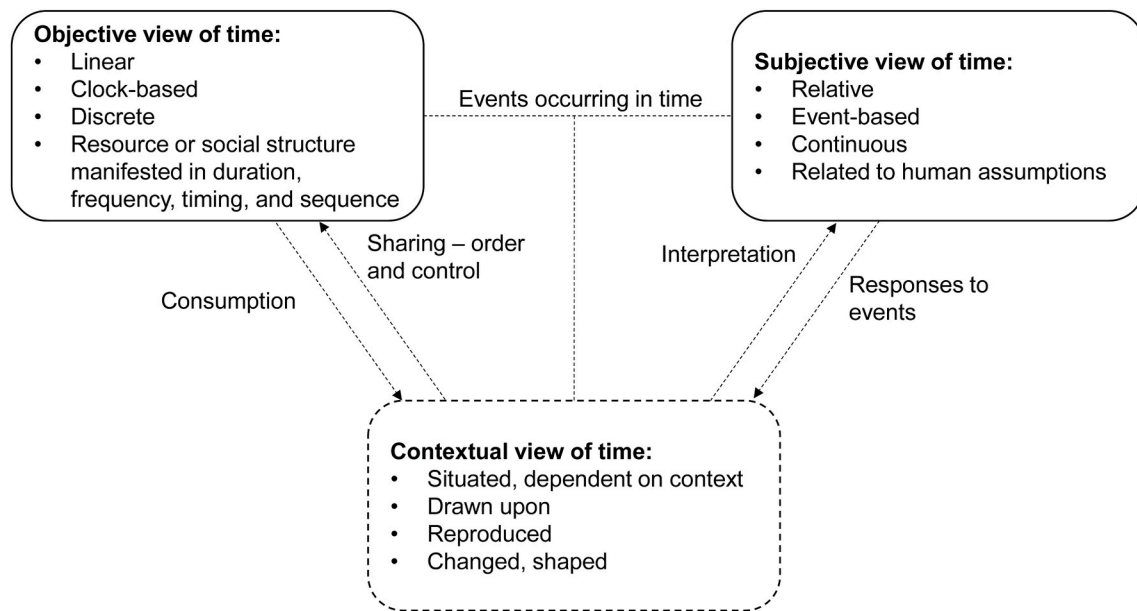 Objective view of time:
• Linear
• Clock-based
• Discrete
• Resource or social structure
manifested in duration,
frequency, timing, and sequence
Events occurring in time
Subjective view of time:
• Relative
• Event-based
• Continuous
• Related to human assumptions
Consumption
Sharing – order
and control
Interpretation
Responses to
events
Contextual view of time:
• Situated, dependent on context
• Drawn upon
• Reproduced
• Changed, shaped